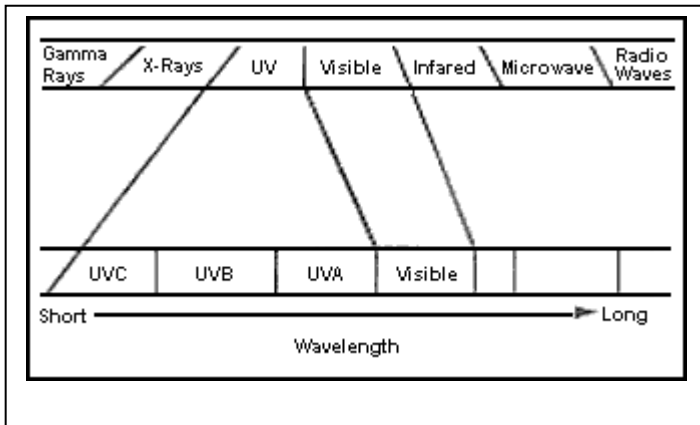 Gamma Rays X-Rays UV Visible Infared Microwave Radio Waves
UVC UVB UVA Visible
Short Long
Wavelength